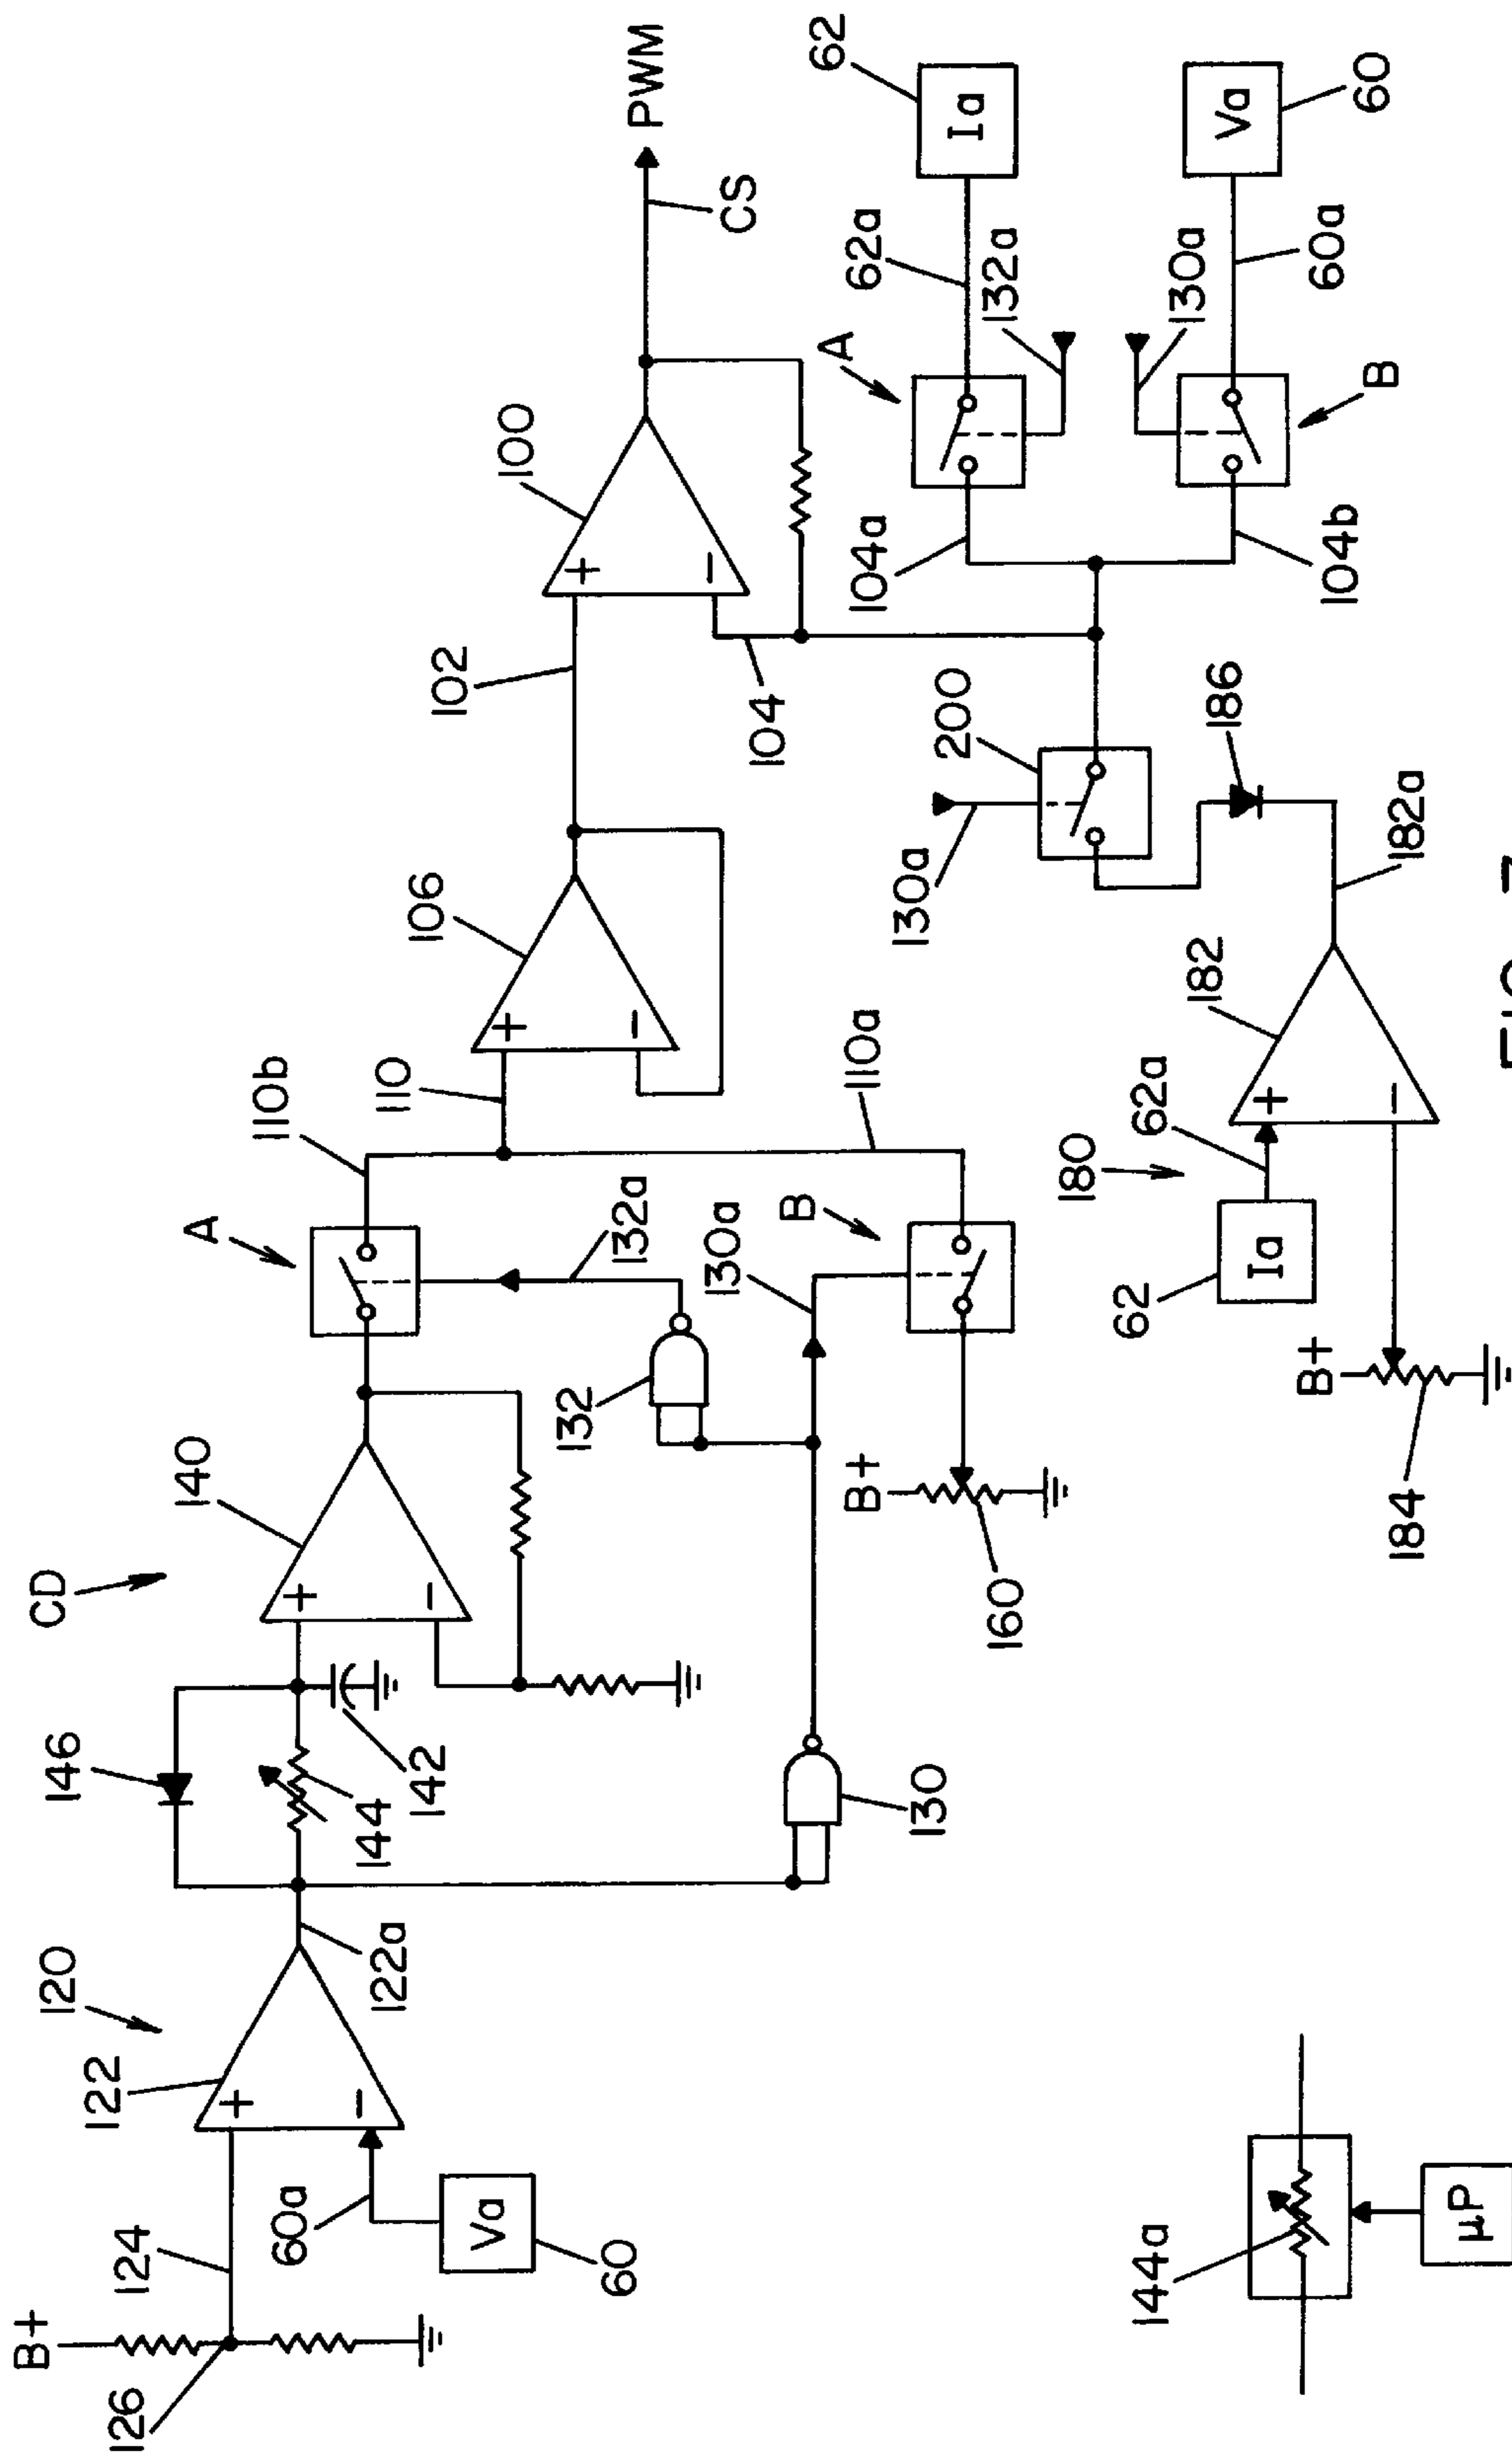 B+
126
124
60a
Va
60
122
120
+
−
122a
146
144
142
CD
140
+
−
130
132
A
132a
130a
B+
160
B
110b
110
110a
106
+
−
102
104
100
+
−
CS
PWM
200
130a
186
104a
104b
A
62a
132a
130a
Ia
62
Va
60
60a
B
180
62a
Ia
62
B+
184
182
+
−
182a
144a
μP